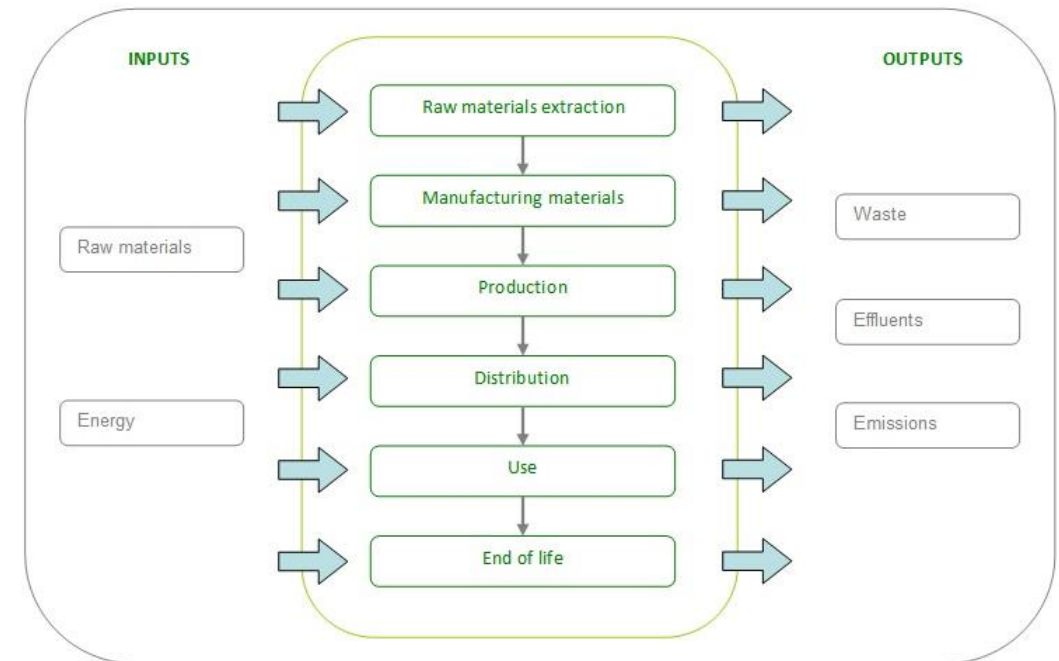 INPUTS
OUTPUTS
Raw materials extraction
Manufacturing materials
Production
Distribution
Use
End of life
Raw materials
Energy
Waste
Effluents
Emissions